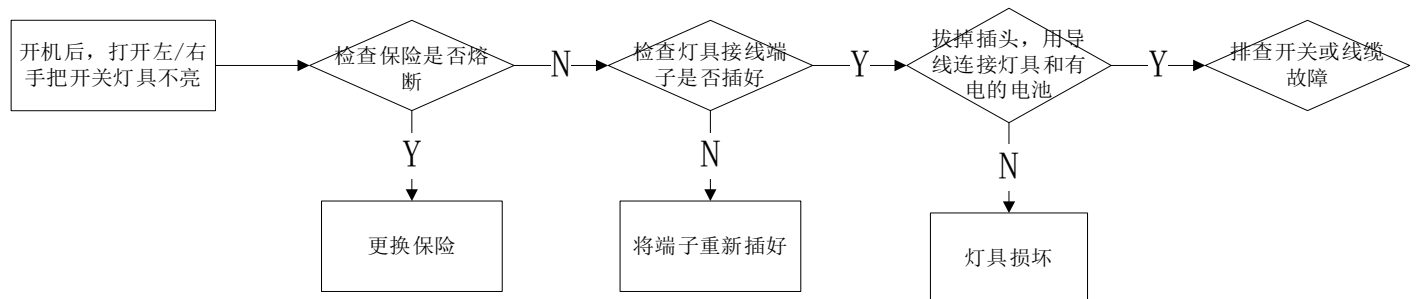 开机后，打开左/右
手把开关灯具不亮
检查保险是否熔
断
N
检查灯具接线端
子是否插好
Y
拔掉插头，用导
线连接灯具和有
电的电池
Y
排查开关或线缆
故障
Y
N
N
更换保险
将端子重新插好
灯具损坏